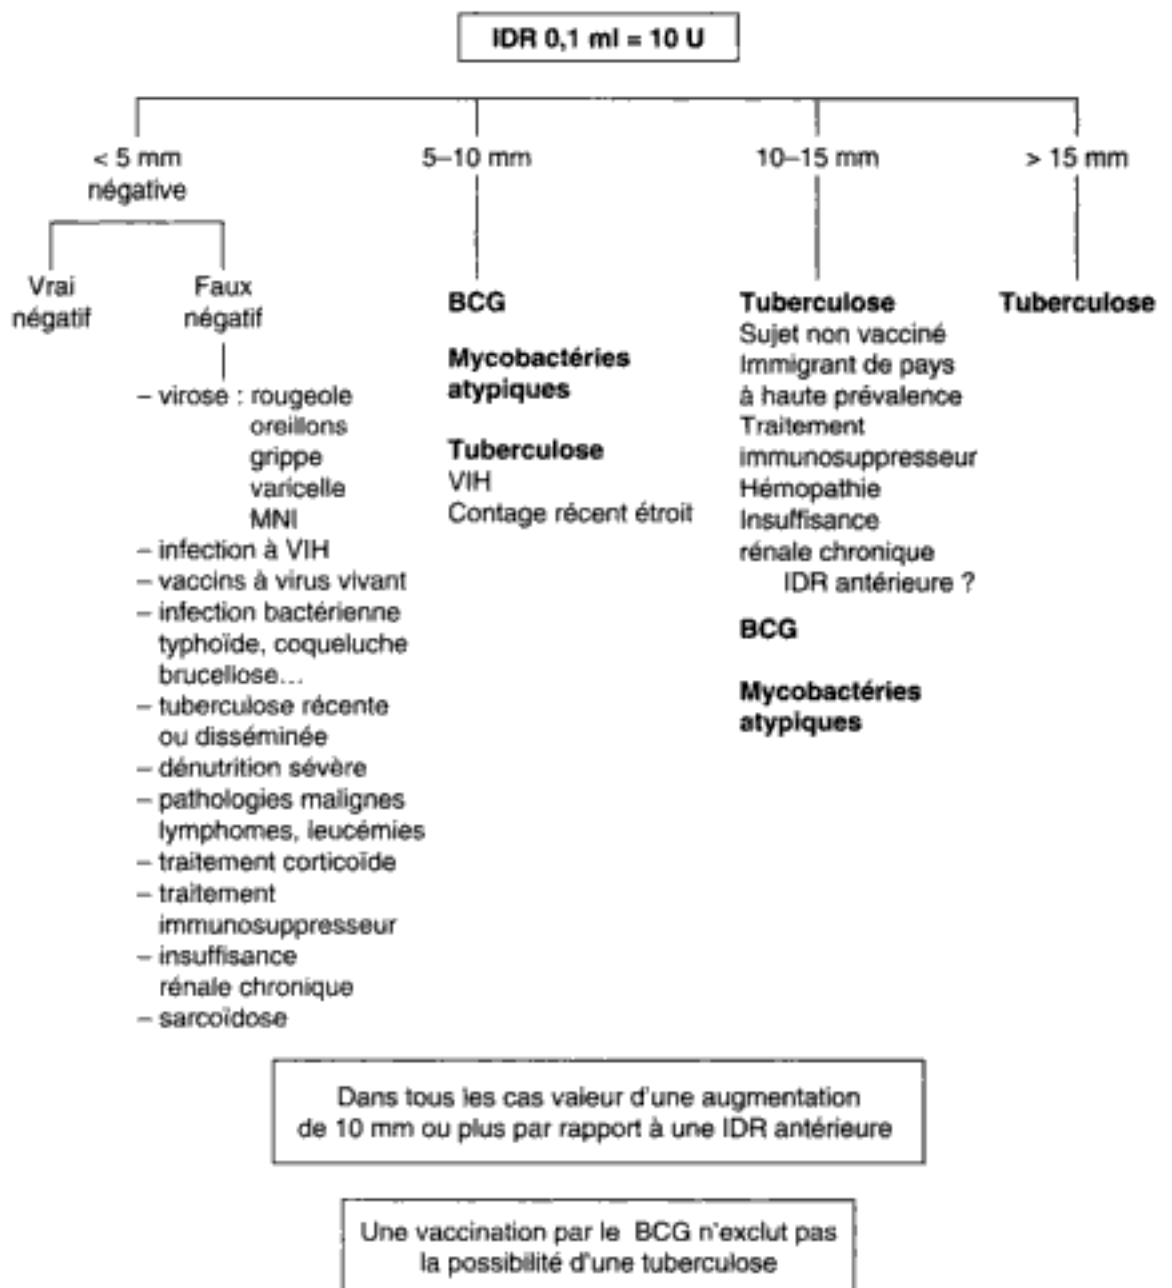 IDR 0,1 ml = 10 U
< 5 mm
négative
5–10 mm
10–15 mm
> 15 mm
Vrai
négatif
Faux
négatif
– virose : rougeole
oreillons
grippe
varicelle
MNI
– infection à VIH
– vaccins à virus vivant
– infection bactérienne
typhoïde, coqueluche
brucellose...
– tuberculose récente
ou disséminée
– dénutrition sévère
– pathologies malignes
lymphomes, leucémies
– traitement corticoïde
– traitement
immunosuppresseur
– insuffisance
rénale chronique
– sarcoïdose
BCG
Mycobactéries
atypiques
Tuberculose
VIH
Contage récent étroit
Tuberculose
Sujet non vacciné
Immigrant de pays
à haute prévalence
Traitement
immunosuppresseur
Hémopathie
Insuffisance
rénale chronique
IDR antérieure ?
BCG
Mycobactéries
atypiques
Tuberculose
Dans tous les cas valeur d'une augmentation
de 10 mm ou plus par rapport à une IDR antérieure
Une vaccination par le BCG n'exclut pas
la possibilité d'une tuberculose